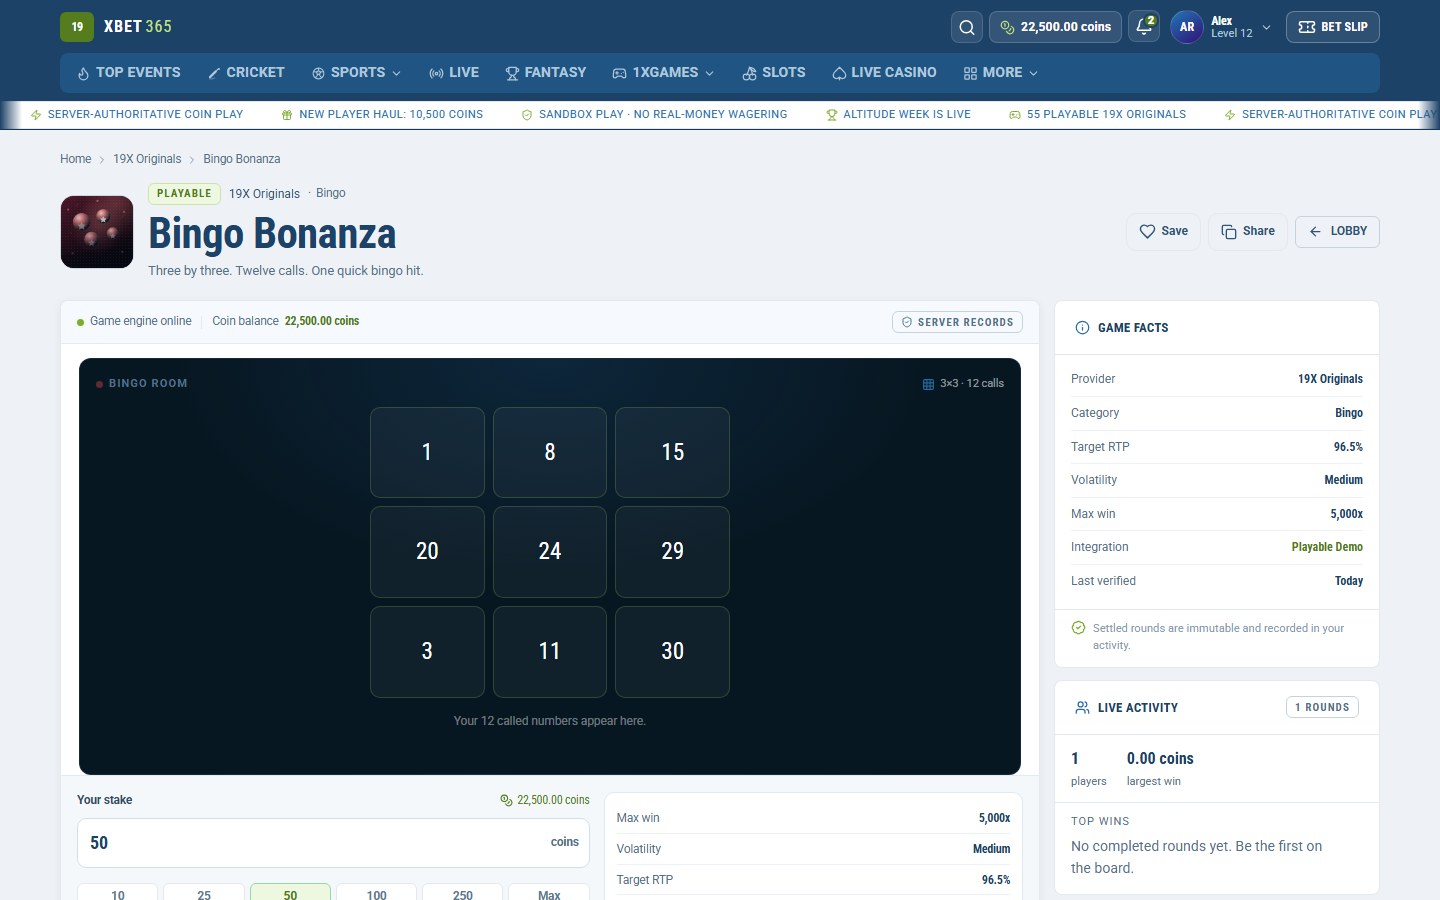 19 XBET 365
22,500.00 coins
2
AR
Alex
Level 12
BET SLIP
TOP EVENTS
CRICKET
SPORTS
LIVE
FANTASY
1XGAMES
SLOTS
LIVE CASINO
MORE
SERVER-AUTHORITATIVE COIN PLAY
NEW PLAYER HAUL: 10,500 COINS
SANDBOX PLAY · NO REAL-MONEY WAGERING
ALTITUDE WEEK IS LIVE
55 PLAYABLE 19X ORIGINALS
SERVER-AUTHORITATIVE COIN PLAY
Home > 19X Originals > Bingo Bonanza
PLAYABLE 19X Originals · Bingo
Bingo Bonanza
Three by three. Twelve calls. One quick bingo hit.
Save
Share
LOBBY
Game engine online
Coin balance 22,500.00 coins
SERVER RECORDS
BINGO ROOM
3×3 · 12 calls
1 8 15
20 24 29
3 11 30
Your 12 called numbers appear here.
Your stake
22,500.00 coins
50 coins
10 25 50 100 250 Max
Max win 5,000x
Volatility Medium
Target RTP 96.5%
GAME FACTS
Provider 19X Originals
Category Bingo
Target RTP 96.5%
Volatility Medium
Max win 5,000x
Integration Playable Demo
Last verified Today
Settled rounds are immutable and recorded in your
activity.
LIVE ACTIVITY
1 ROUNDS
1 0.00 coins
players largest win
TOP WINS
No completed rounds yet. Be the first on
the board.